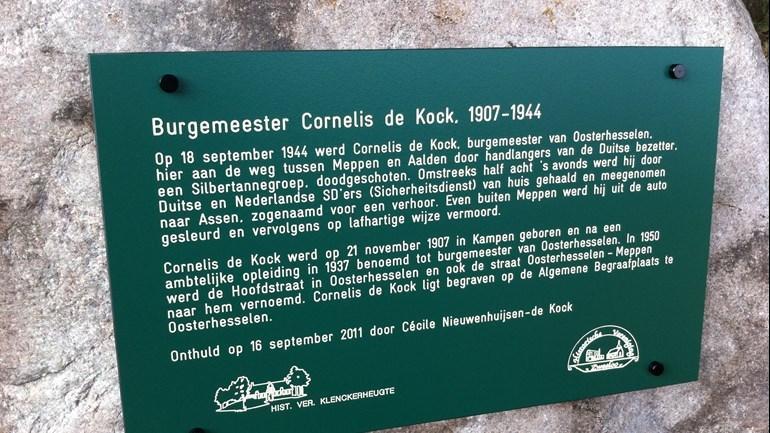 Burgemeester Cornelis de Kock, 1907-1944
Op 18 september 1944 werd Cornelis de Kock, burgemeester van Oosterhesselen,
hier aan de weg tussen Meppen en Aalden door handlangers van de Duitse bezetter,
een Silbertannegroep, doodgeschoten. Omstreeks half acht 's avonds werd hij door
Duitse en Nederlandse SD'ers (Sicherheitsdienst) van huis gehaald en meegenomen
naar Assen, zogenaamd voor een verhoor. Even buiten Meppen werd hij uit de auto
gesleurd en vervolgens op lafhartige wijze vermoord.
Cornelis de Kock werd op 21 november 1907 in Kampen geboren en na een
ambtelijke opleiding in 1937 benoemd tot burgemeester van Oosterhesselen. In 1950
werd de Hoofdstraat in Oosterhesselen en ook de straat Oosterhesselen - Meppen
naar hem vernoemd. Cornelis de Kock ligt begraven op de Algemene Begraafplaats te
Oosterhesselen.
Onthuld op 16 september 2011 door Cécile Nieuwenhuijsen-de Kock
HIST. VER. KLENCKERHEUGTE
Historische Vereniging
Zweeloo